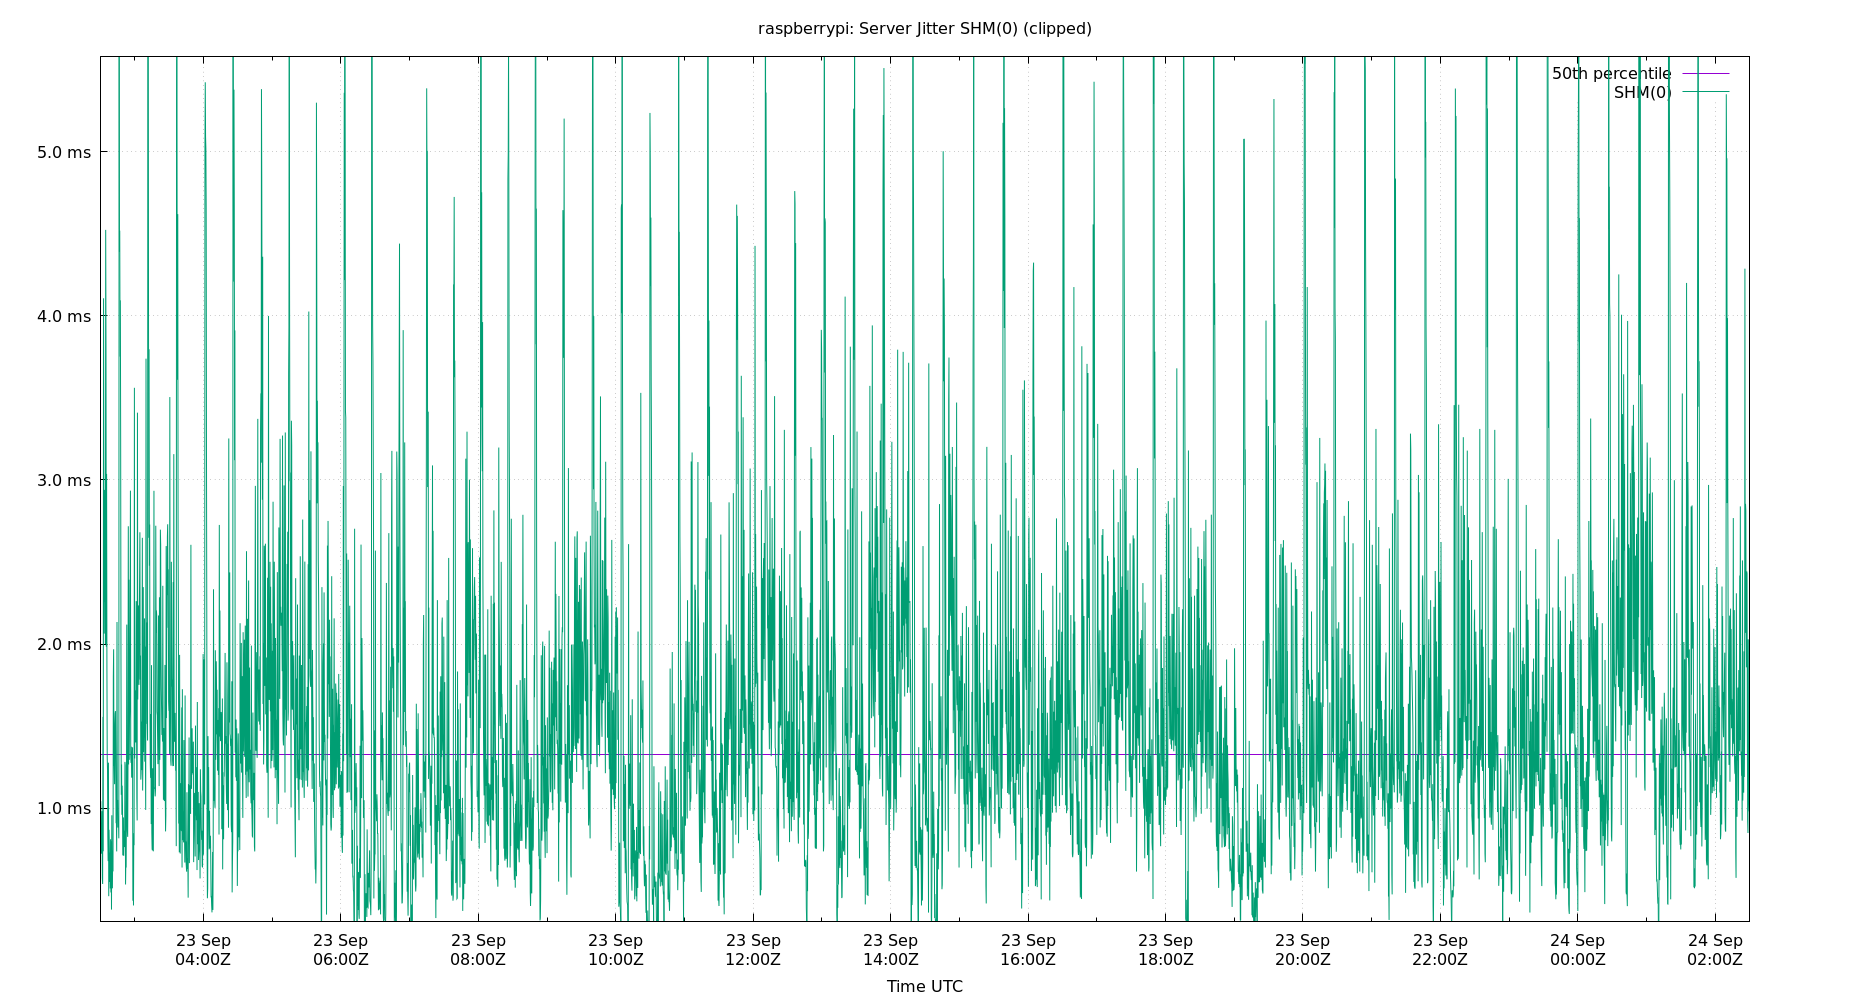 raspberrypi: Server Jitter SHM(0) (clipped)
50th percentile
SHM(0)
5.0 ms
4.0 ms
3.0 ms
2.0 ms
1.0 ms
23 Sep 23 Sep 23 Sep 23 Sep 23 Sep 23 Sep 23 Sep 23 Sep 23 Sep 23 Sep 24 Sep 24 Sep
04:00Z 06:00Z 08:00Z 10:00Z 12:00Z 14:00Z 16:00Z 18:00Z 20:00Z 22:00Z 00:00Z 02:00Z
Time UTC